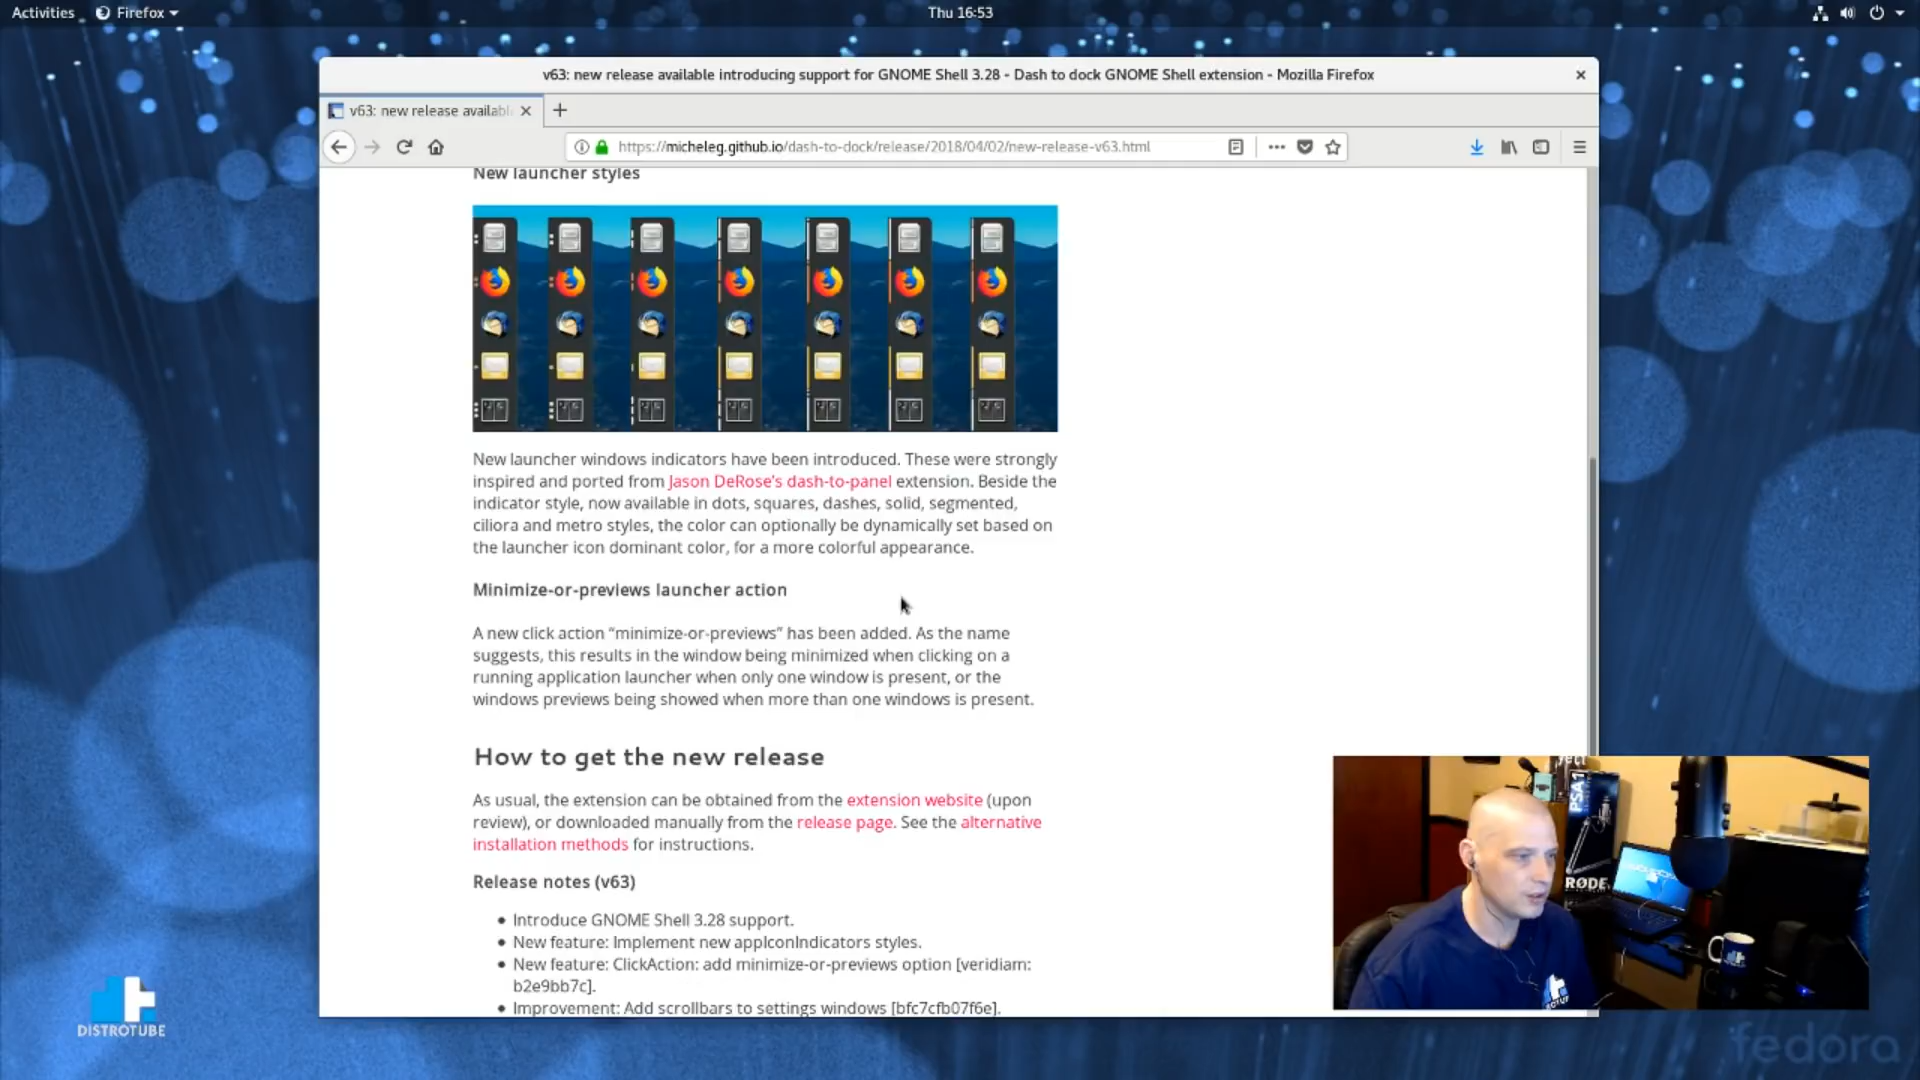 Activities
Firefox
Thu 16:53
v63: new release available introducing support for GNOME Shell 3.28 - Dash to dock GNOME Shell extension - Mozilla Firefox
v63: new release availabl
https://micheleg.github.io/dash-to-dock/release/2018/04/02/new-release-v63.html
New launcher styles
New launcher windows indicators have been introduced. These were strongly
inspired and ported from Jason DeRose's dash-to-panel extension. Beside the
indicator style, now available in dots, squares, dashes, solid, segmented,
ciliora and metro styles, the color can optionally be dynamically set based on
the launcher icon dominant color, for a more colorful appearance.
Minimize-or-previews launcher action
A new click action “minimize-or-previews” has been added. As the name
suggests, this results in the window being minimized when clicking on a
running application launcher when only one window is present, or the
windows previews being showed when more than one windows is present.
How to get the new release
As usual, the extension can be obtained from the extension website (upon
review), or downloaded manually from the release page. See the alternative
installation methods for instructions.
Release notes (v63)
Introduce GNOME Shell 3.28 support.
New feature: Implement new appIconIndicators styles.
New feature: ClickAction: add minimize-or-previews option [veridiam:
b2e9bb7c].
Improvement: Add scrollbars to settings windows [bfc7cfb07f6e].
PSA1
RØDE
DISTROTUBE
fedora